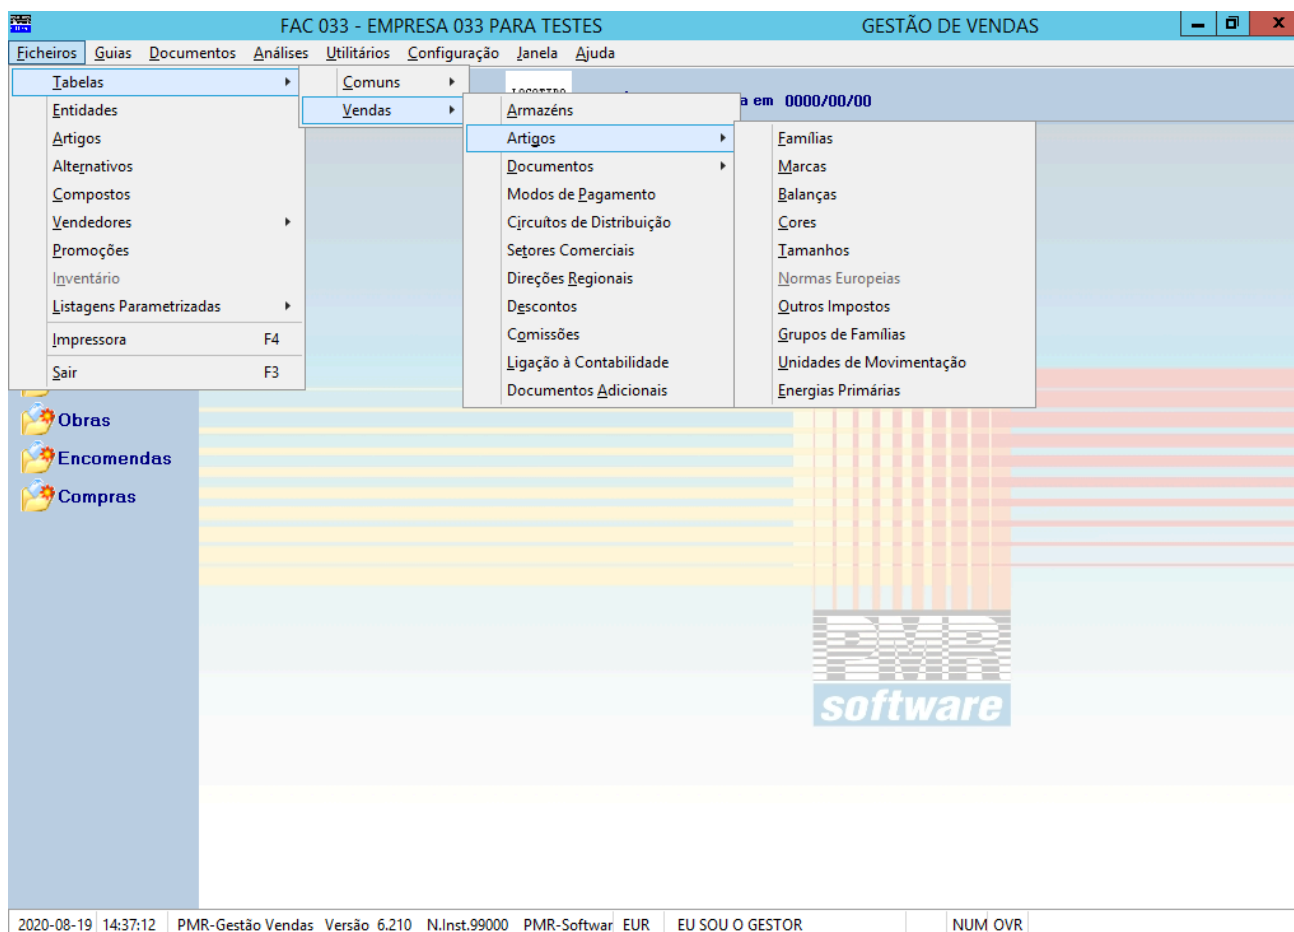 FAC 033 - EMPRESA 033 PARA TESTES GESTÃO DE VENDAS
Ficheiros Guias Documentos Análises Utilitários Configuração Janela Ajuda
a em 0000/00/00
Tabelas
Entidades
Artigos
Alternativos
Compostos
Vendedores
Promoções
Inventário
Listagens Parametrizadas
Impressora F4
Sair F3
Comuns
Vendas
Armazéns
Artigos
Documentos
Modos de Pagamento
Circuítos de Distribuição
Setores Comerciais
Direções Regionais
Descontos
Comissões
Ligação à Contabilidade
Documentos Adicionais
Famílias
Marcas
Balanças
Cores
Tamanhos
Normas Europeias
Outros Impostos
Grupos de Famílias
Unidades de Movimentação
Energias Primárias
Obras
Encomendas
Compras
PMR
software
2020-08-19 14:37:12 PMR-Gestão Vendas Versão 6.210 N.Inst.99000 PMR-Softwar EUR EU SOU O GESTOR NUM OVR